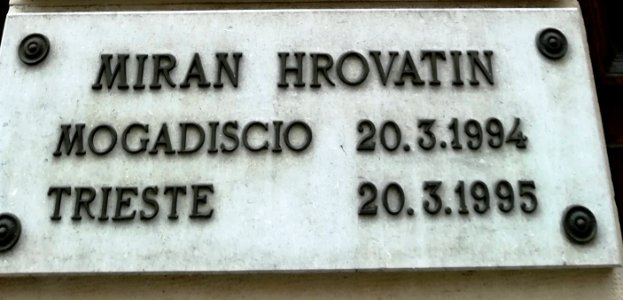 MIRAN HROVATIN
MOGADISCIO 20.3.1994
TRIESTE 20.3.1995